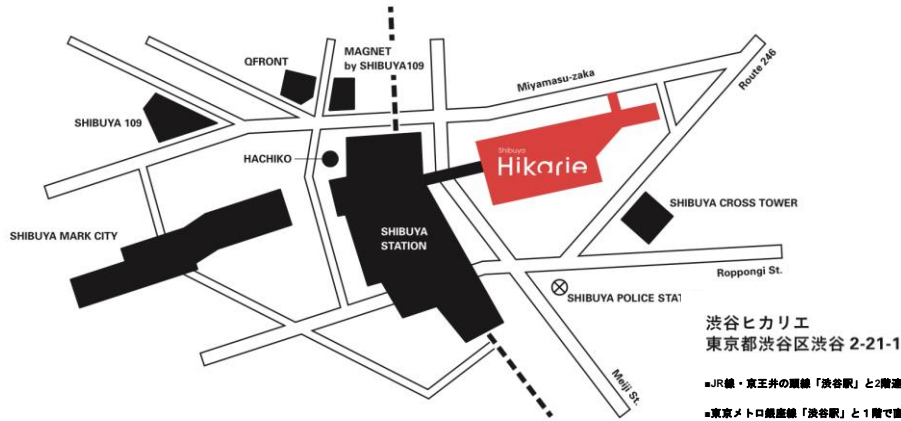 QFRONT
MAGNET
by SHIBUYA109
Miyamasu-zaka
Route 246
SHIBUYA 109
HACHIKO
Shibuya
Hikarie
SHIBUYA CROSS TOWER
SHIBUYA MARK CITY
SHIBUYA
STATION
Roppongi St.
SHIBUYA POLICE STAT
Meiji St.
渋谷ヒカリエ
東京都渋谷区渋谷 2-21-1
■JR線・京王井の頭線「渋谷駅」と2階連
■東京メトロ銀座線「渋谷駅」と1階で直